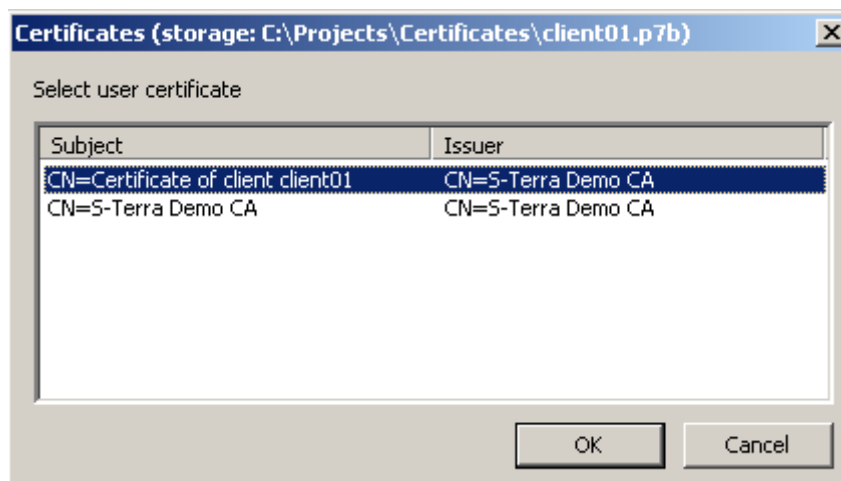 Certificates (storage: C:\Projects\Certificates\client01.p7b)
Select user certificate
Subject Issuer
CN=Certificate of client client01 CN=S-Terra Demo CA
CN=S-Terra Demo CA CN=S-Terra Demo CA
OK Cancel